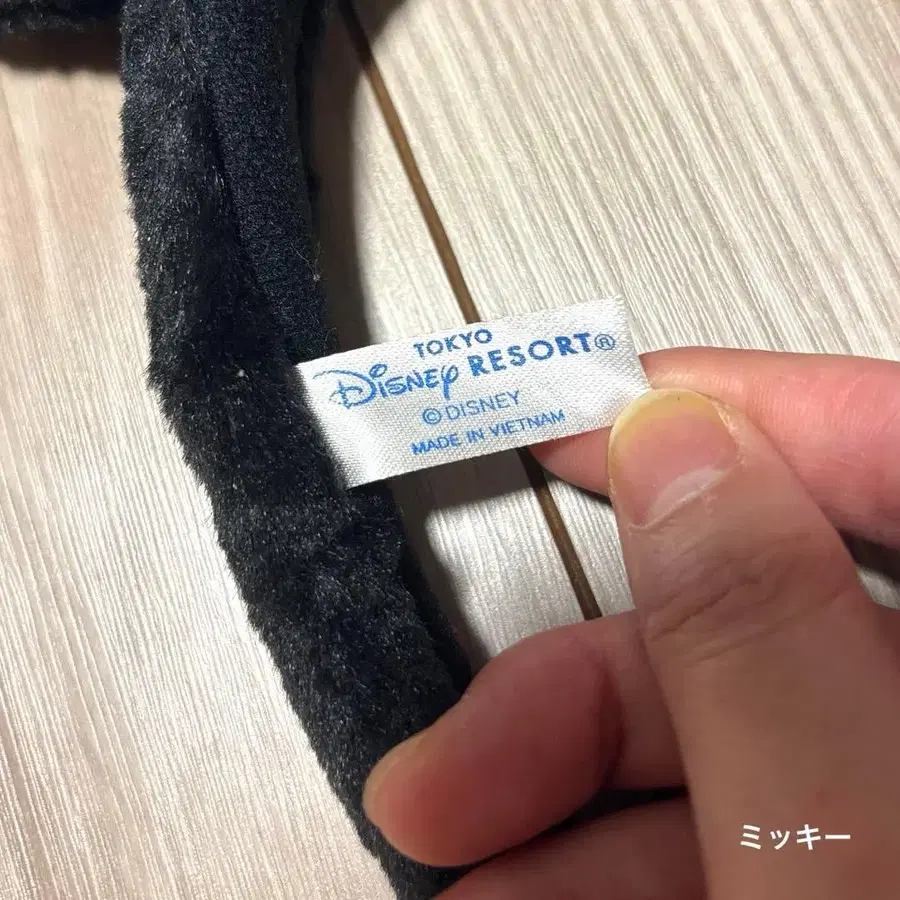 TOKYO
Disney RESORT®
© DISNEY
MADE IN VIETNAM
ミッキー